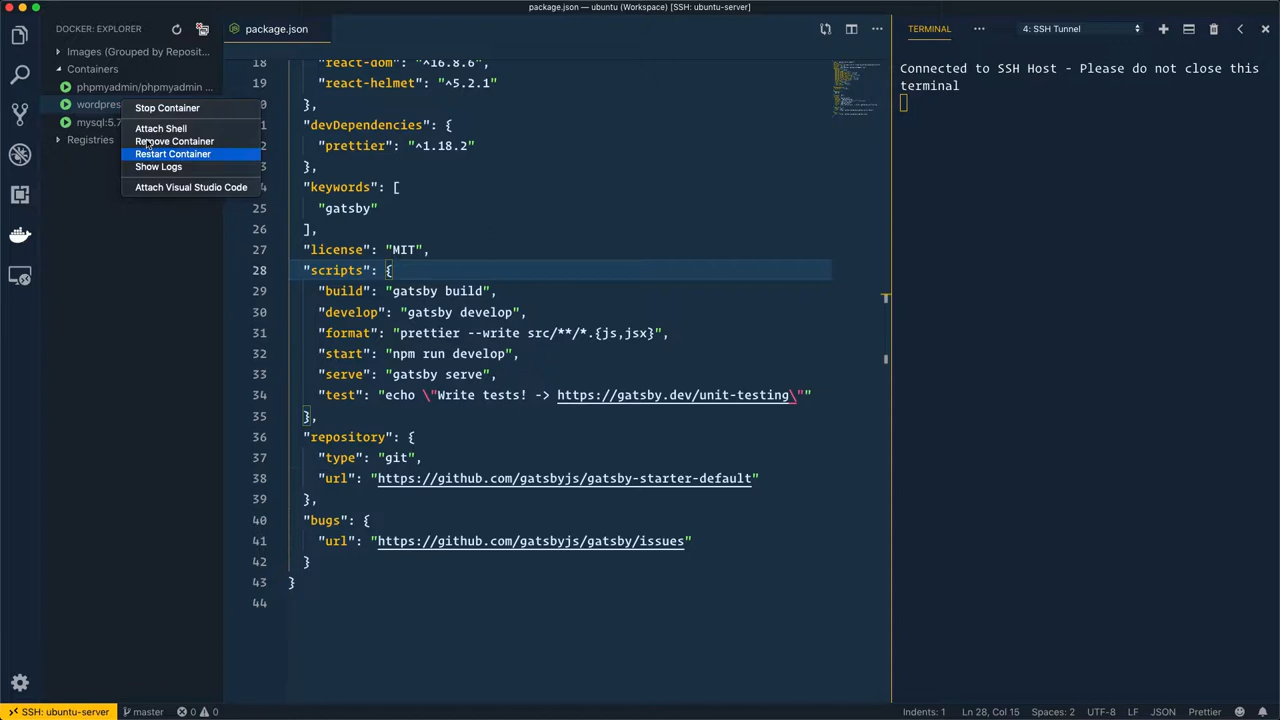 package.json — ubuntu (Workspace) [SSH: ubuntu-server]
DOCKER: EXPLORER
Images (Grouped by Reposit...
Containers
phpmyadmin/phpmyadmin ...
wordpres
mysql:5.7
Registries
Stop Container
Attach Shell
Remove Container
Restart Container
Show Logs
Attach Visual Studio Code
package.json
18 "react-dom": "^16.8.6",
19 "react-helmet": "^5.2.1"
},
"devDependencies": {
"prettier": "^1.18.2"
},
"keywords": [
25 "gatsby"
26 ],
27 "license": "MIT",
28 "scripts": {
29 "build": "gatsby build",
30 "develop": "gatsby develop",
31 "format": "prettier --write src/**/*.{js,jsx}",
32 "start": "npm run develop",
33 "serve": "gatsby serve",
34 "test": "echo \"Write tests! -> https://gatsby.dev/unit-testing\""
35 },
36 "repository": {
37 "type": "git",
38 "url": "https://github.com/gatsbyjs/gatsby-starter-default"
39 },
40 "bugs": {
41 "url": "https://github.com/gatsbyjs/gatsby/issues"
42 }
43 }
44
TERMINAL
4: SSH Tunnel
Connected to SSH Host - Please do not close this
terminal
SSH: ubuntu-server
master
0 0
Indents: 1
Ln 28, Col 15
Spaces: 2
UTF-8
LF
JSON
Prettier